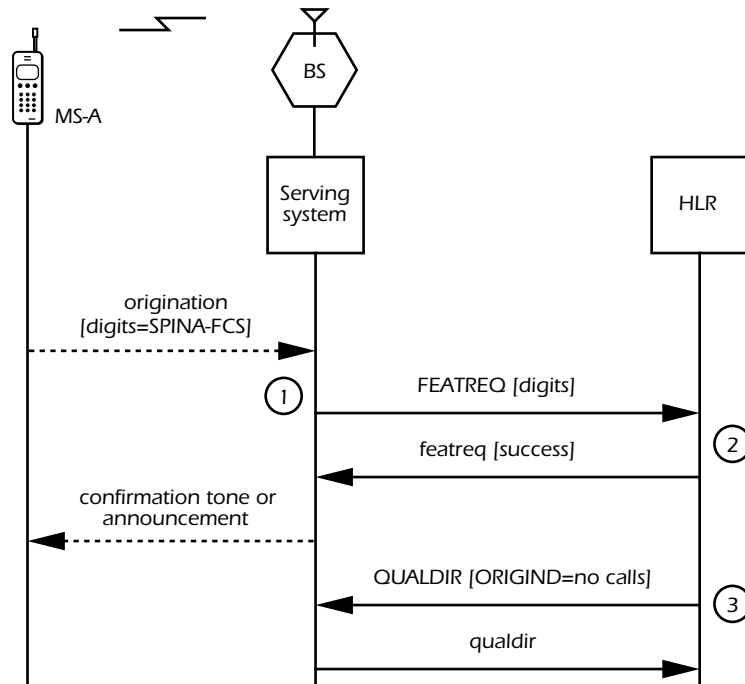 BS
MS-A
Serving
system
HLR
origination
[digits=SPINA-FCS]
1
FEATREQ [digits]
2
featreq [success]
confirmation tone or
announcement
QUALDIR [ORIGIND=no calls]
3
qualdir